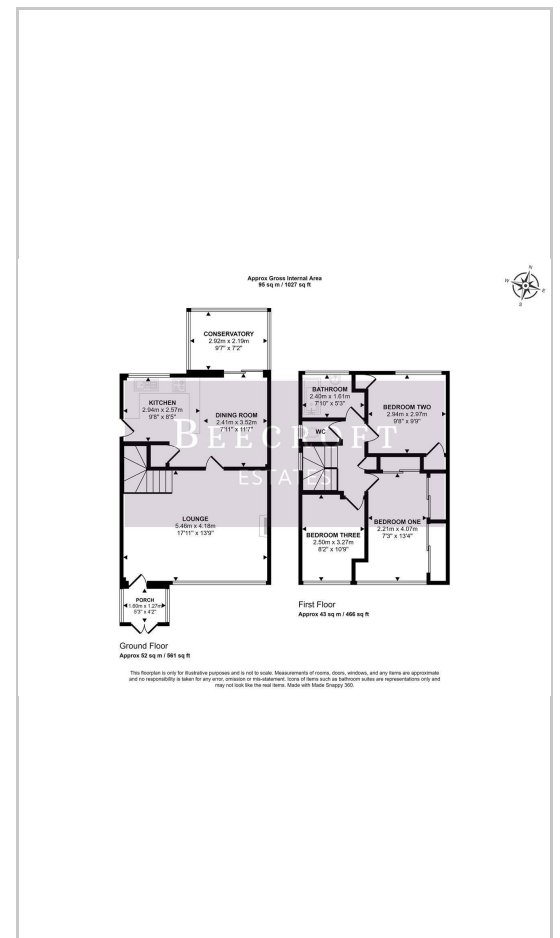 Approx Gross Internal Area
95 sq m / 1027 sq ft
N
W
E
S
CONSERVATORY
2.92m x 2.19m
9'7" x 7'2"
KITCHEN
2.94m x 2.57m
9'8" x 8'5"
DINING ROOM
2.41m x 3.52m
7'11" x 11'7"
LOUNGE
5.46m x 4.18m
17'11" x 13'9"
PORCH
1.60m x 1.27m
5'3" x 4'2"
Ground Floor
Approx 52 sq m / 561 sq ft
BATHROOM
2.40m x 1.61m
7'10" x 5'3"
WC
BEDROOM TWO
2.94m x 2.97m
9'8" x 9'9"
BEDROOM THREE
2.50m x 3.27m
8'2" x 10'9"
BEDROOM ONE
2.21m x 4.07m
7'3" x 13'4"
First Floor
Approx 43 sq m / 466 sq ft
BEECROFT
ESTATES
This floorplan is only for illustrative purposes and is not to scale. Measurements of rooms, doors, windows, and any items are approximate
and no responsibility is taken for any error, omission or mis-statement. Icons of items such as bathroom suites are representations only and
may not look like the real items. Made with Made Snappy 360.